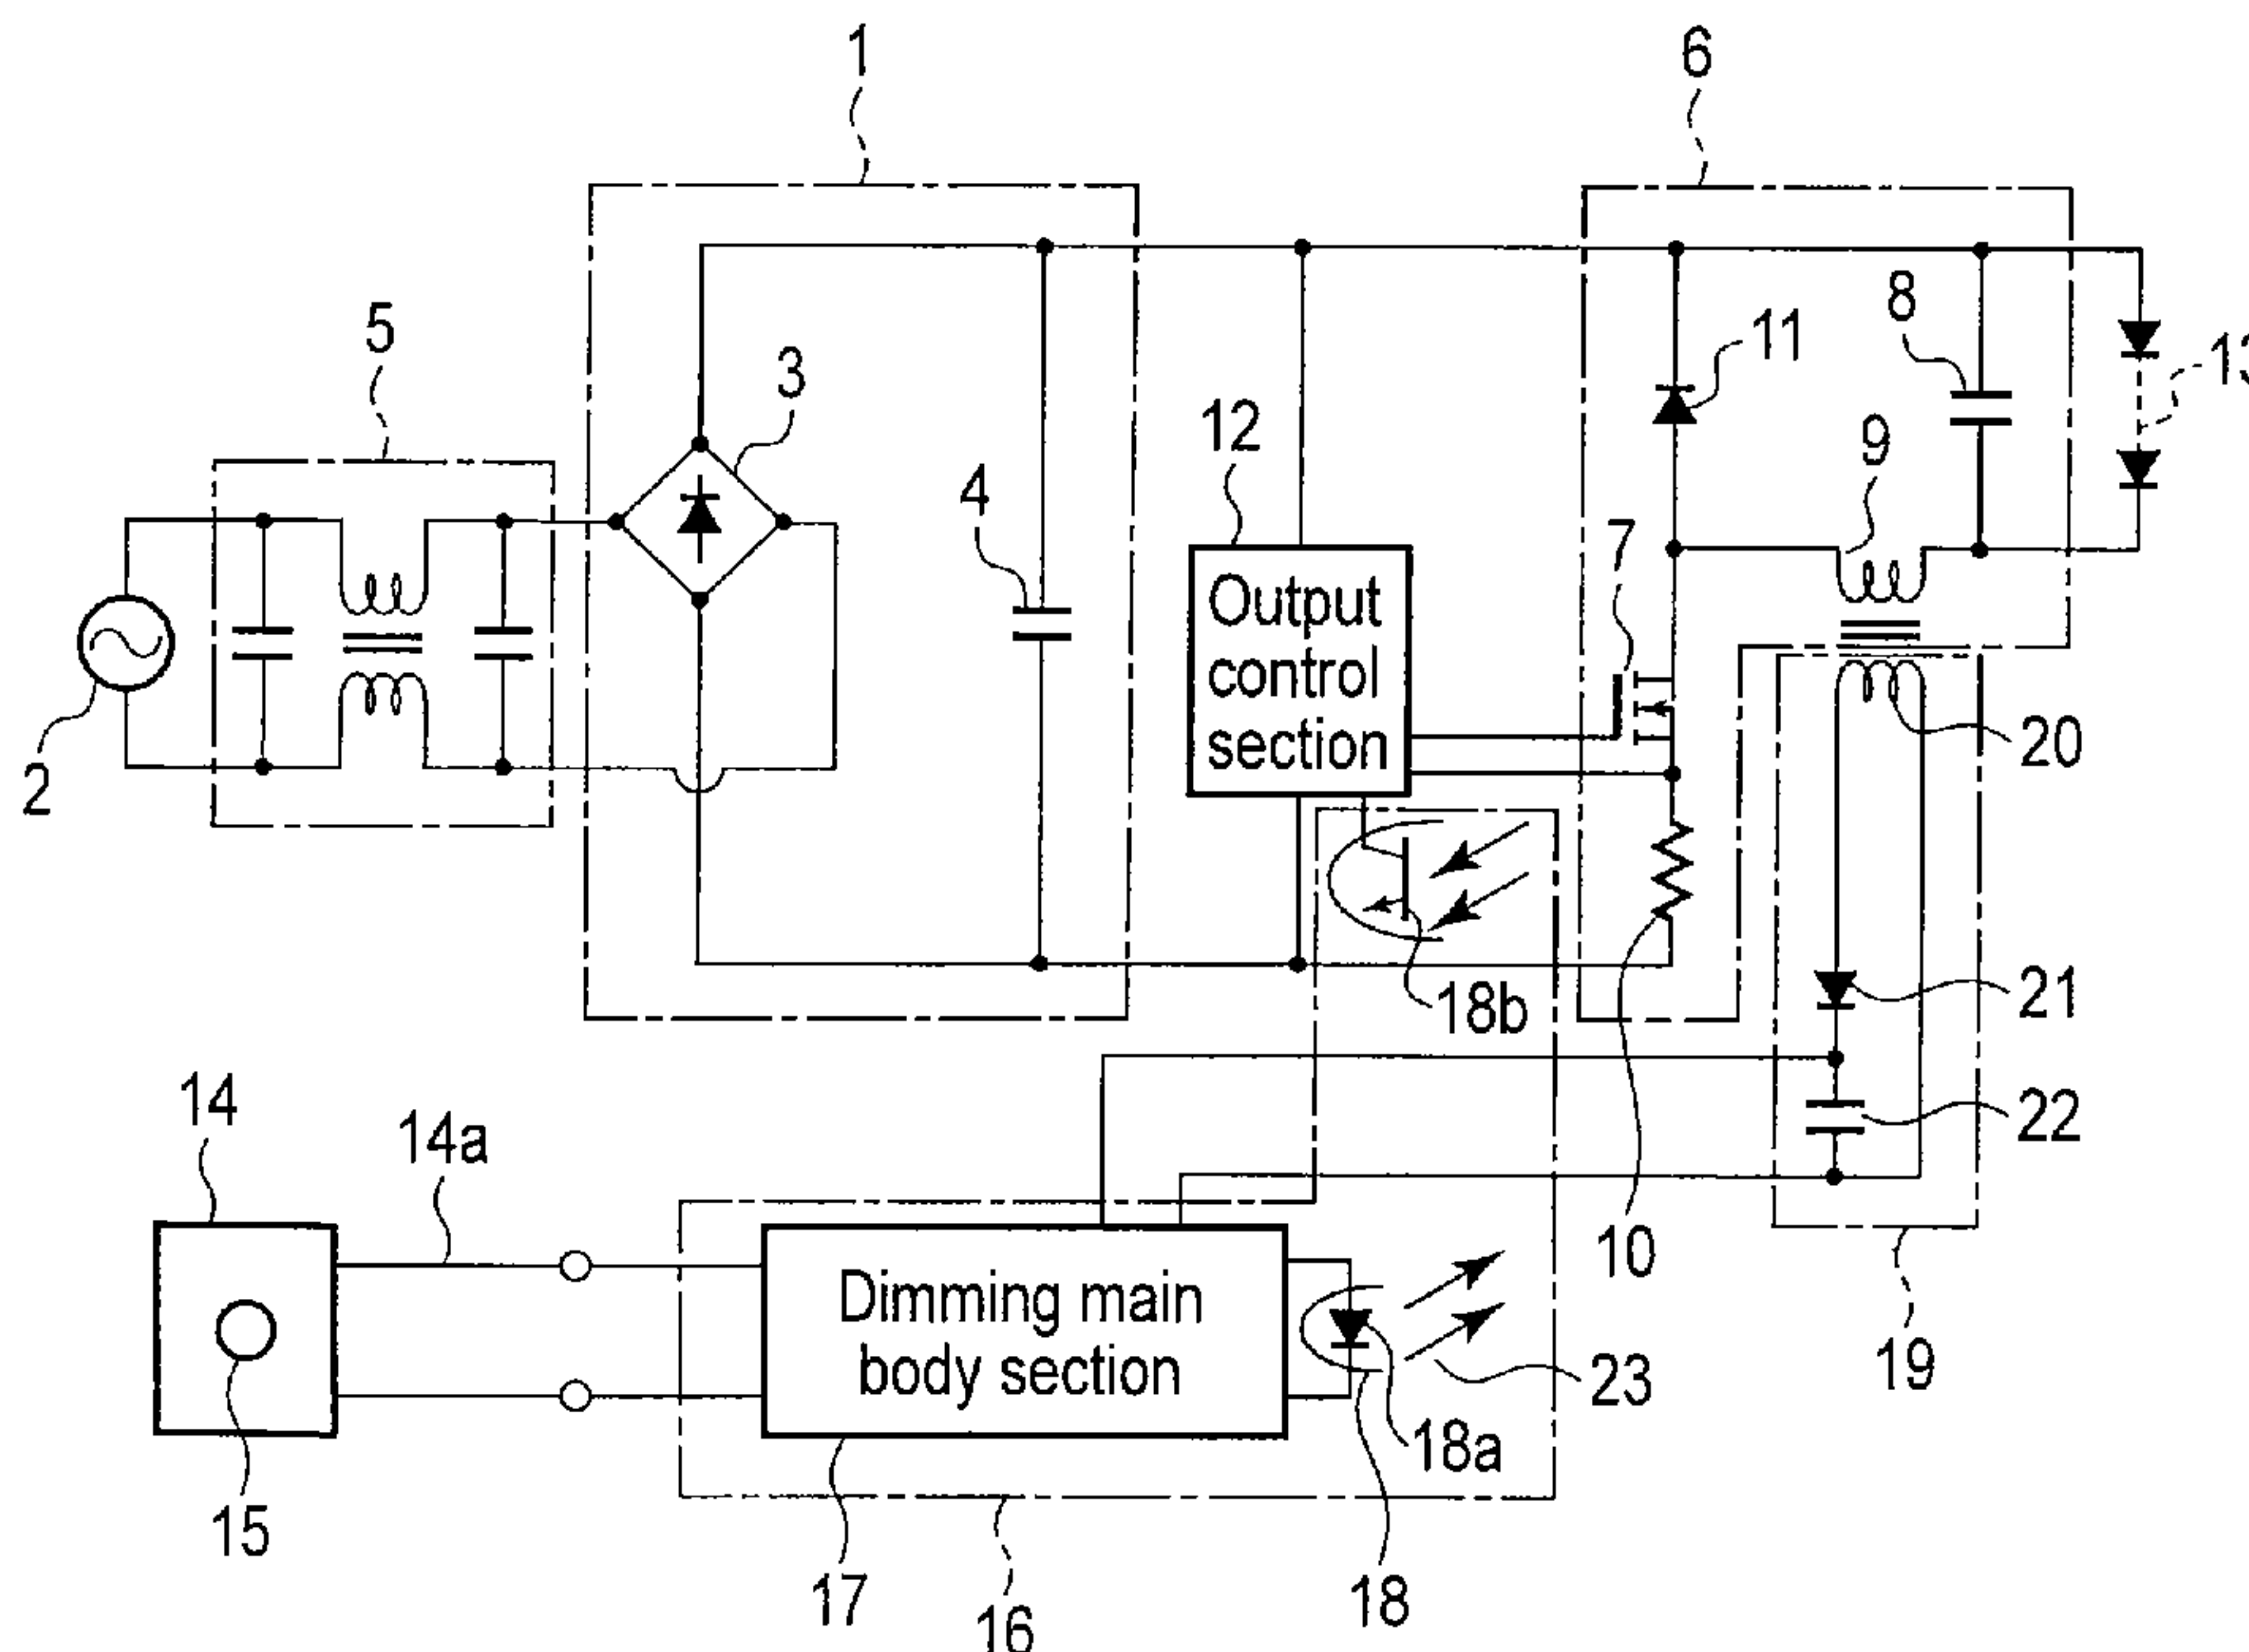 1
6
5
3
8
11
13
12
4
9
7
Output
control
section
2
20
18b
21
14
14a
22
10
Dimming main
body section
19
23
18a
15
17
18
16